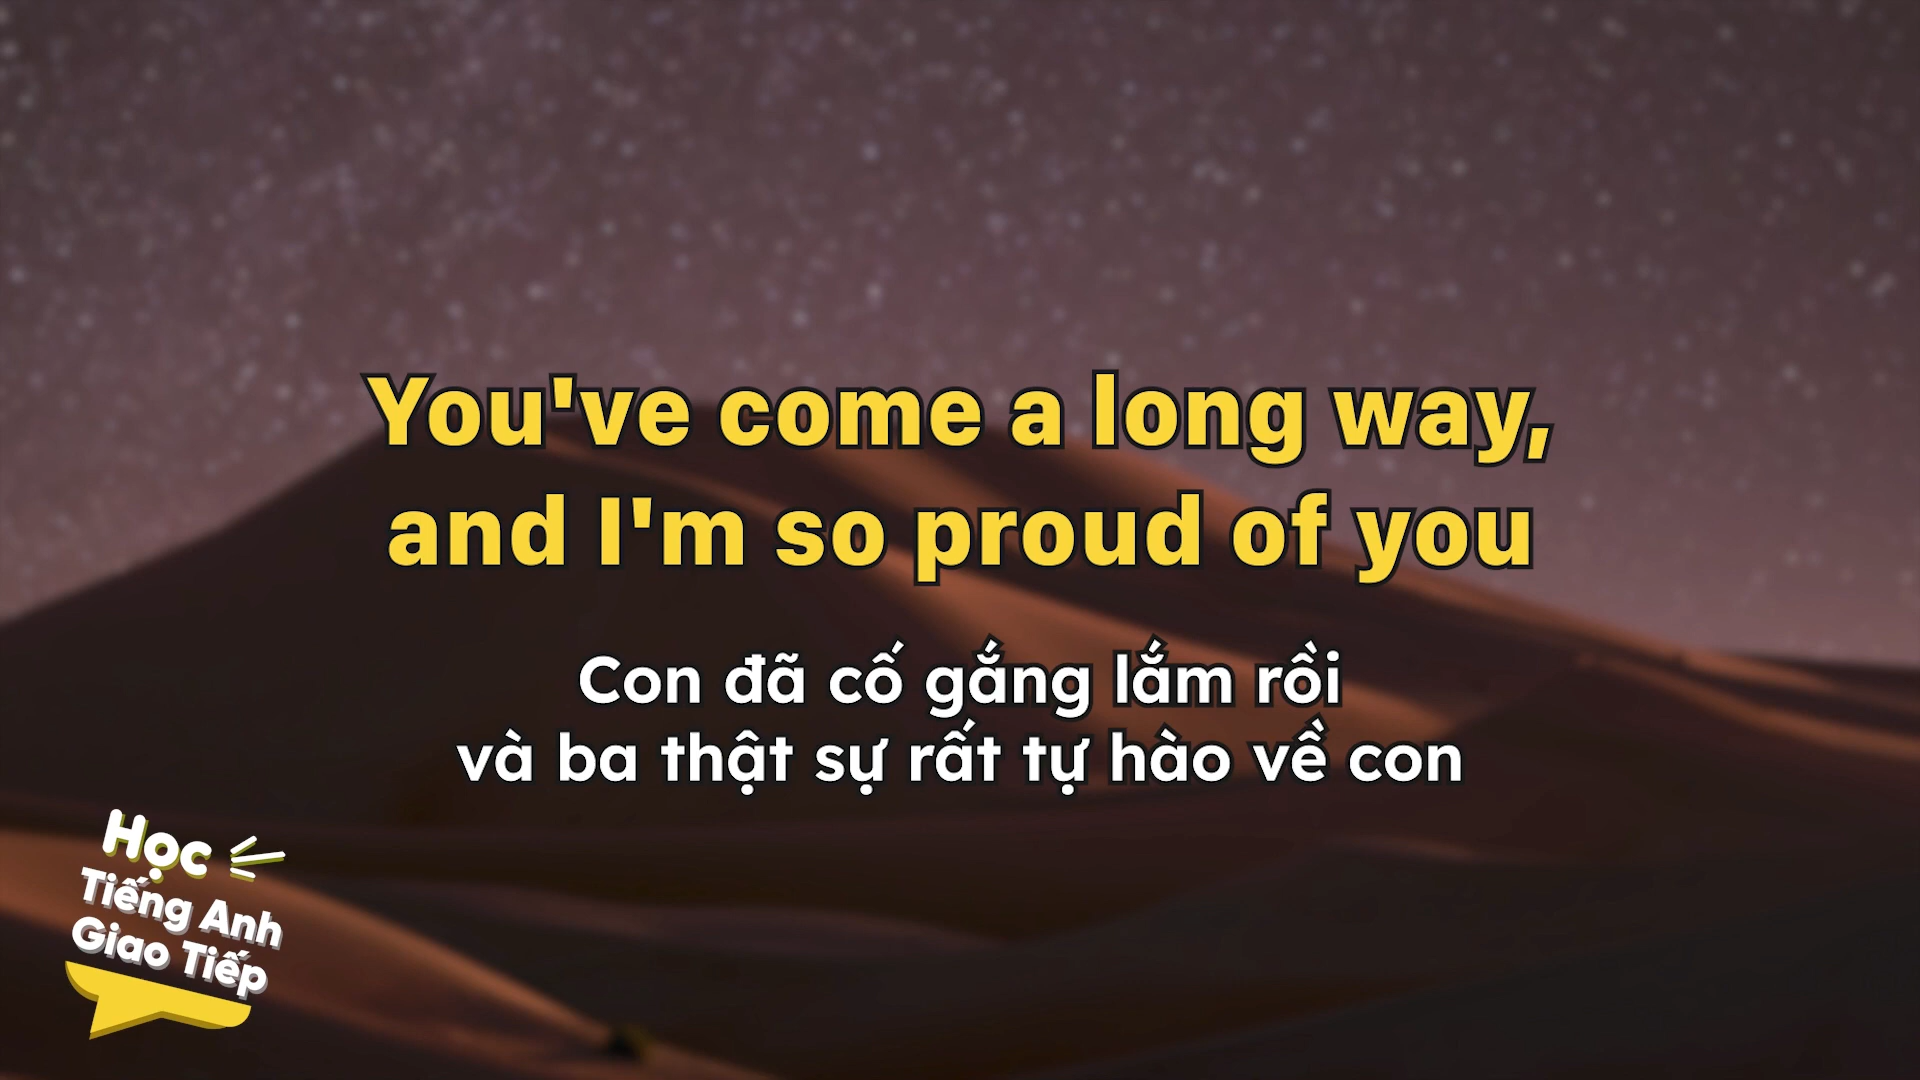 You've come a long way,
and I'm so proud of you
Con đã cố gắng lắm rồi
và ba thật sự rất tự hào về con
Học
Tiếng Anh
Giao Tiếp